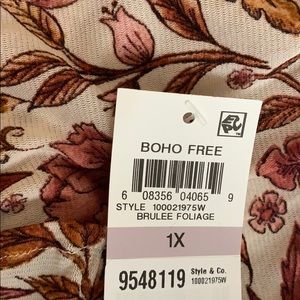 BOHO FREE
6 08356 04065 9
STYLE 100021975W
BRULEE FOLIAGE
1X
9548119 Style & Co.
100021975W